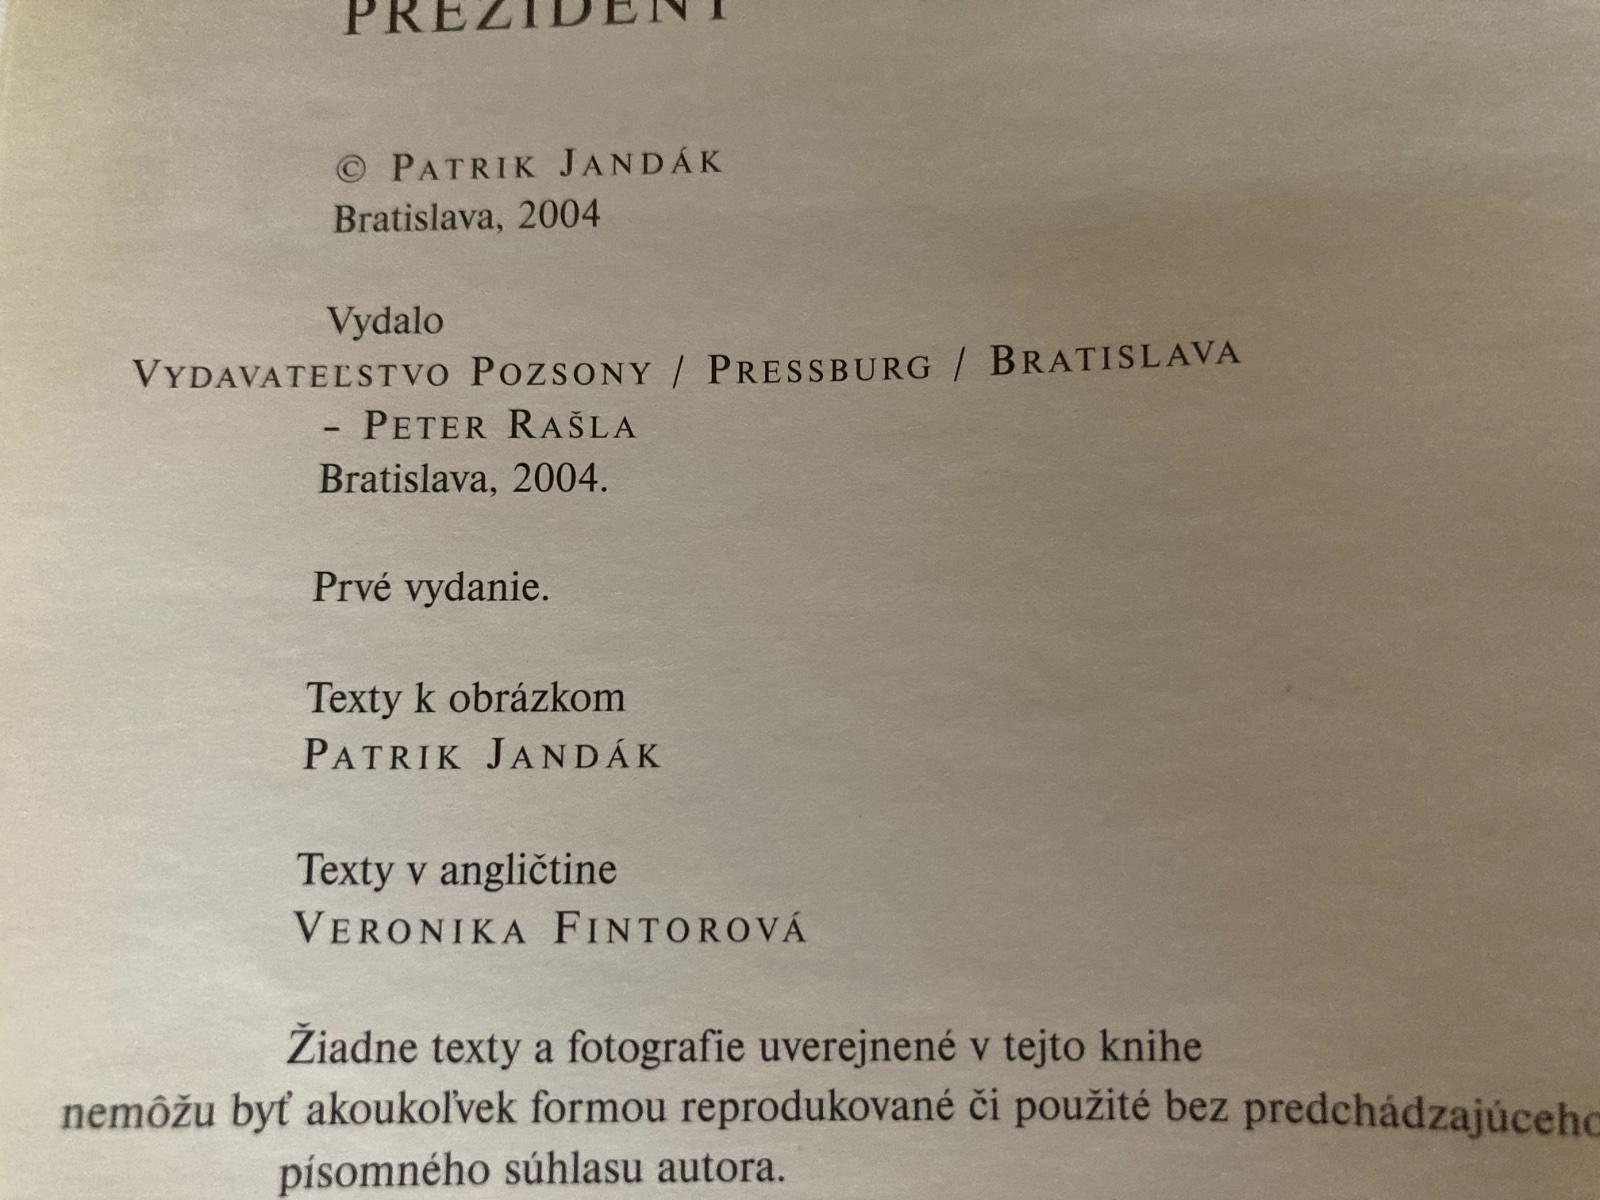 PREZIDENT
© PATRIK JANDÁK
Bratislava, 2004
Vydalo
VYDAVATEĽSTVO POZSONY / PRESSBURG / BRATISLAVA
– PETER RAŠLA
Bratislava, 2004.
Prvé vydanie.
Texty k obrázkom
PATRIK JANDÁK
Texty v angličtine
VERONIKA FINTOROVÁ
Žiadne texty a fotografie uverejnené v tejto knihe
nemôžu byť akoukoľvek formou reprodukované či použité bez predchádzajúceho
písomného súhlasu autora.